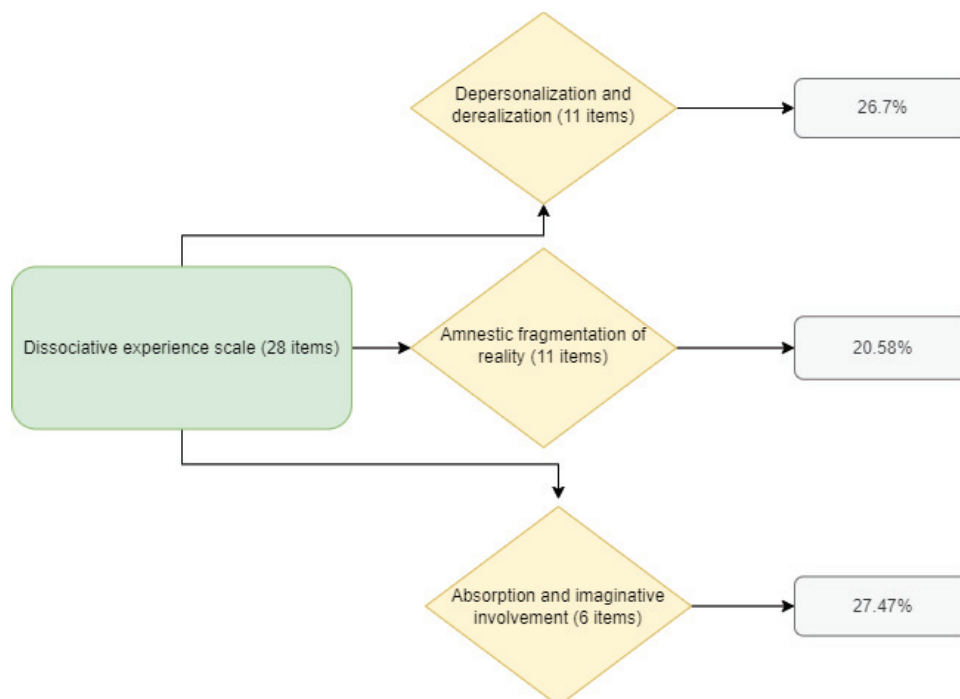 Depersonalization and
derealization (11 items)
26.7%
Dissociative experience scale (28 items)
Amnestic fragmentation of
reality (11 items)
20.58%
Absorption and imaginative
involvement (6 items)
27.47%